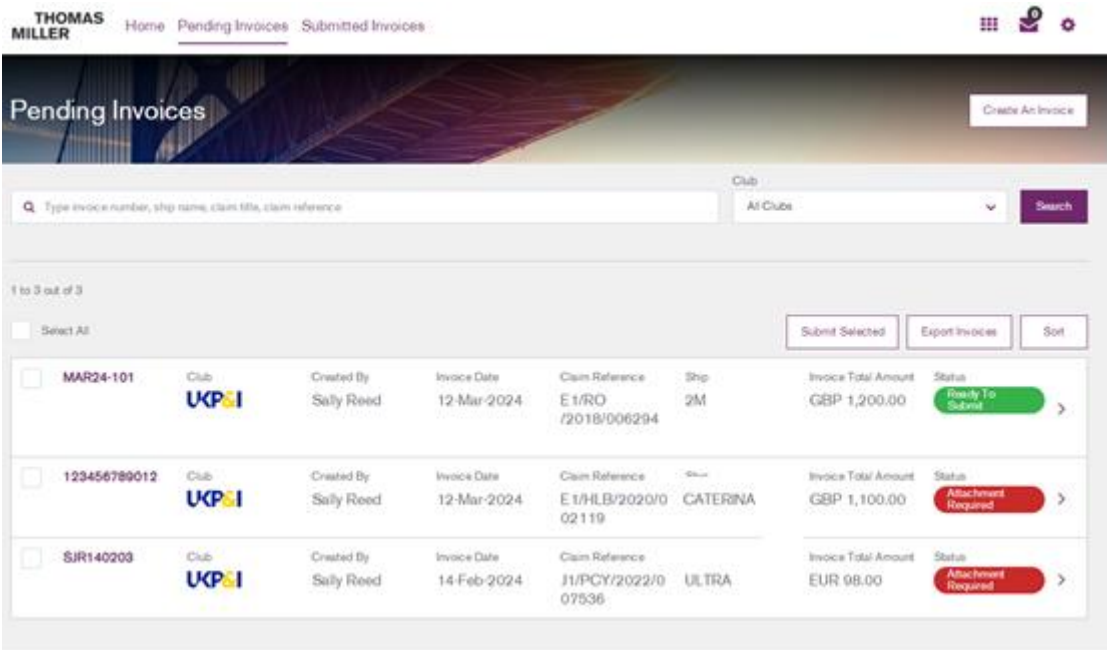 THOMAS
MILLER
Home Pending Invoices Submitted Invoices
0
Pending Invoices
Create An Invoice
Club
Type invoice number, ship name, claim title, claim reference
All Clubs
Search
1 to 3 out of 3
Select All
Submit Selected
Export Invoices
Sort
MAR24-101 Club Created By Invoice Date Claim Reference Ship Invoice Total Amount Status
UKP&I Sally Reed 12-Mar-2024 E1/RO 2M GBP 1,200.00 Ready To
/2018/006294 Submit
123456789012 Club Created By Invoice Date Claim Reference Invoice Total Amount Status
UKP&I Sally Reed 12-Mar-2024 E1/HLB/2020/0 CATERINA GBP 1,100.00 Attachment
02119 Required
SJR140203 Club Created By Invoice Date Claim Reference Invoice Total Amount Status
UKP&I Sally Reed 14-Feb-2024 J1/PCY/2022/0 ULTRA EUR 98.00 Attachment
07536 Required